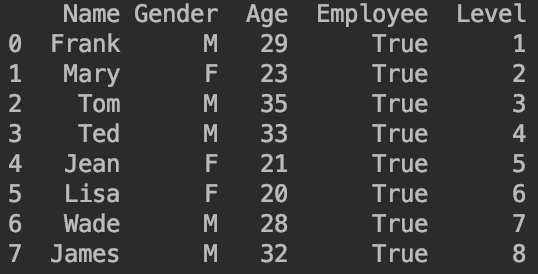 Name Gender Age Employee Level
0 Frank M 29 True 1
1 Mary F 23 True 2
2 Tom M 35 True 3
3 Ted M 33 True 4
4 Jean F 21 True 5
5 Lisa F 20 True 6
6 Wade M 28 True 7
7 James M 32 True 8